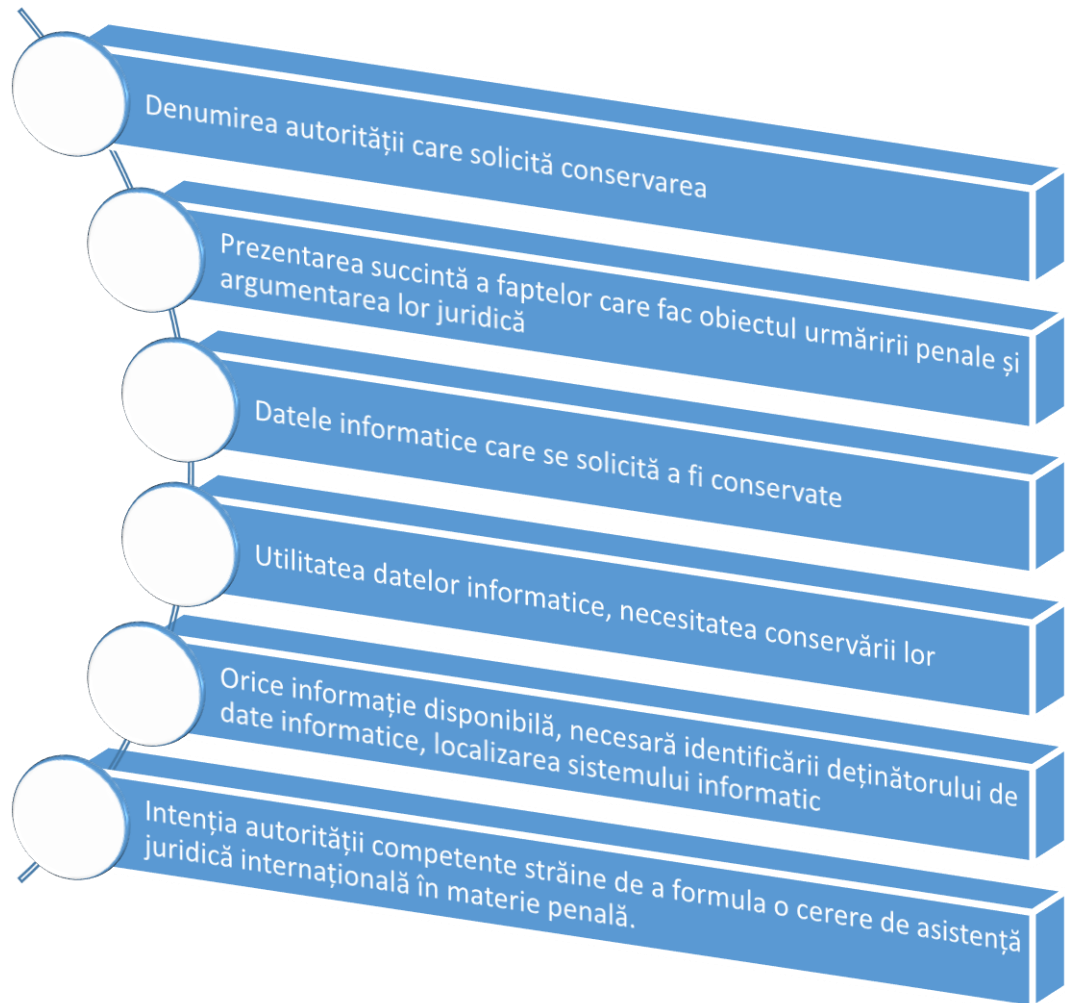 Denumirea autorității care solicită conservarea
Prezentarea succintă a faptelor care fac obiectul urmăririi penale și
argumentarea lor juridică
Datele informatice care se solicită a fi conservate
Utilitatea datelor informatice, necesitatea conservării lor
Orice informație disponibilă, necesară identificării deținătorului de
date informatice, localizarea sistemului informatic
Intenția autorității competente străine de a formula o cerere de asistență
juridică internațională în materie penală.